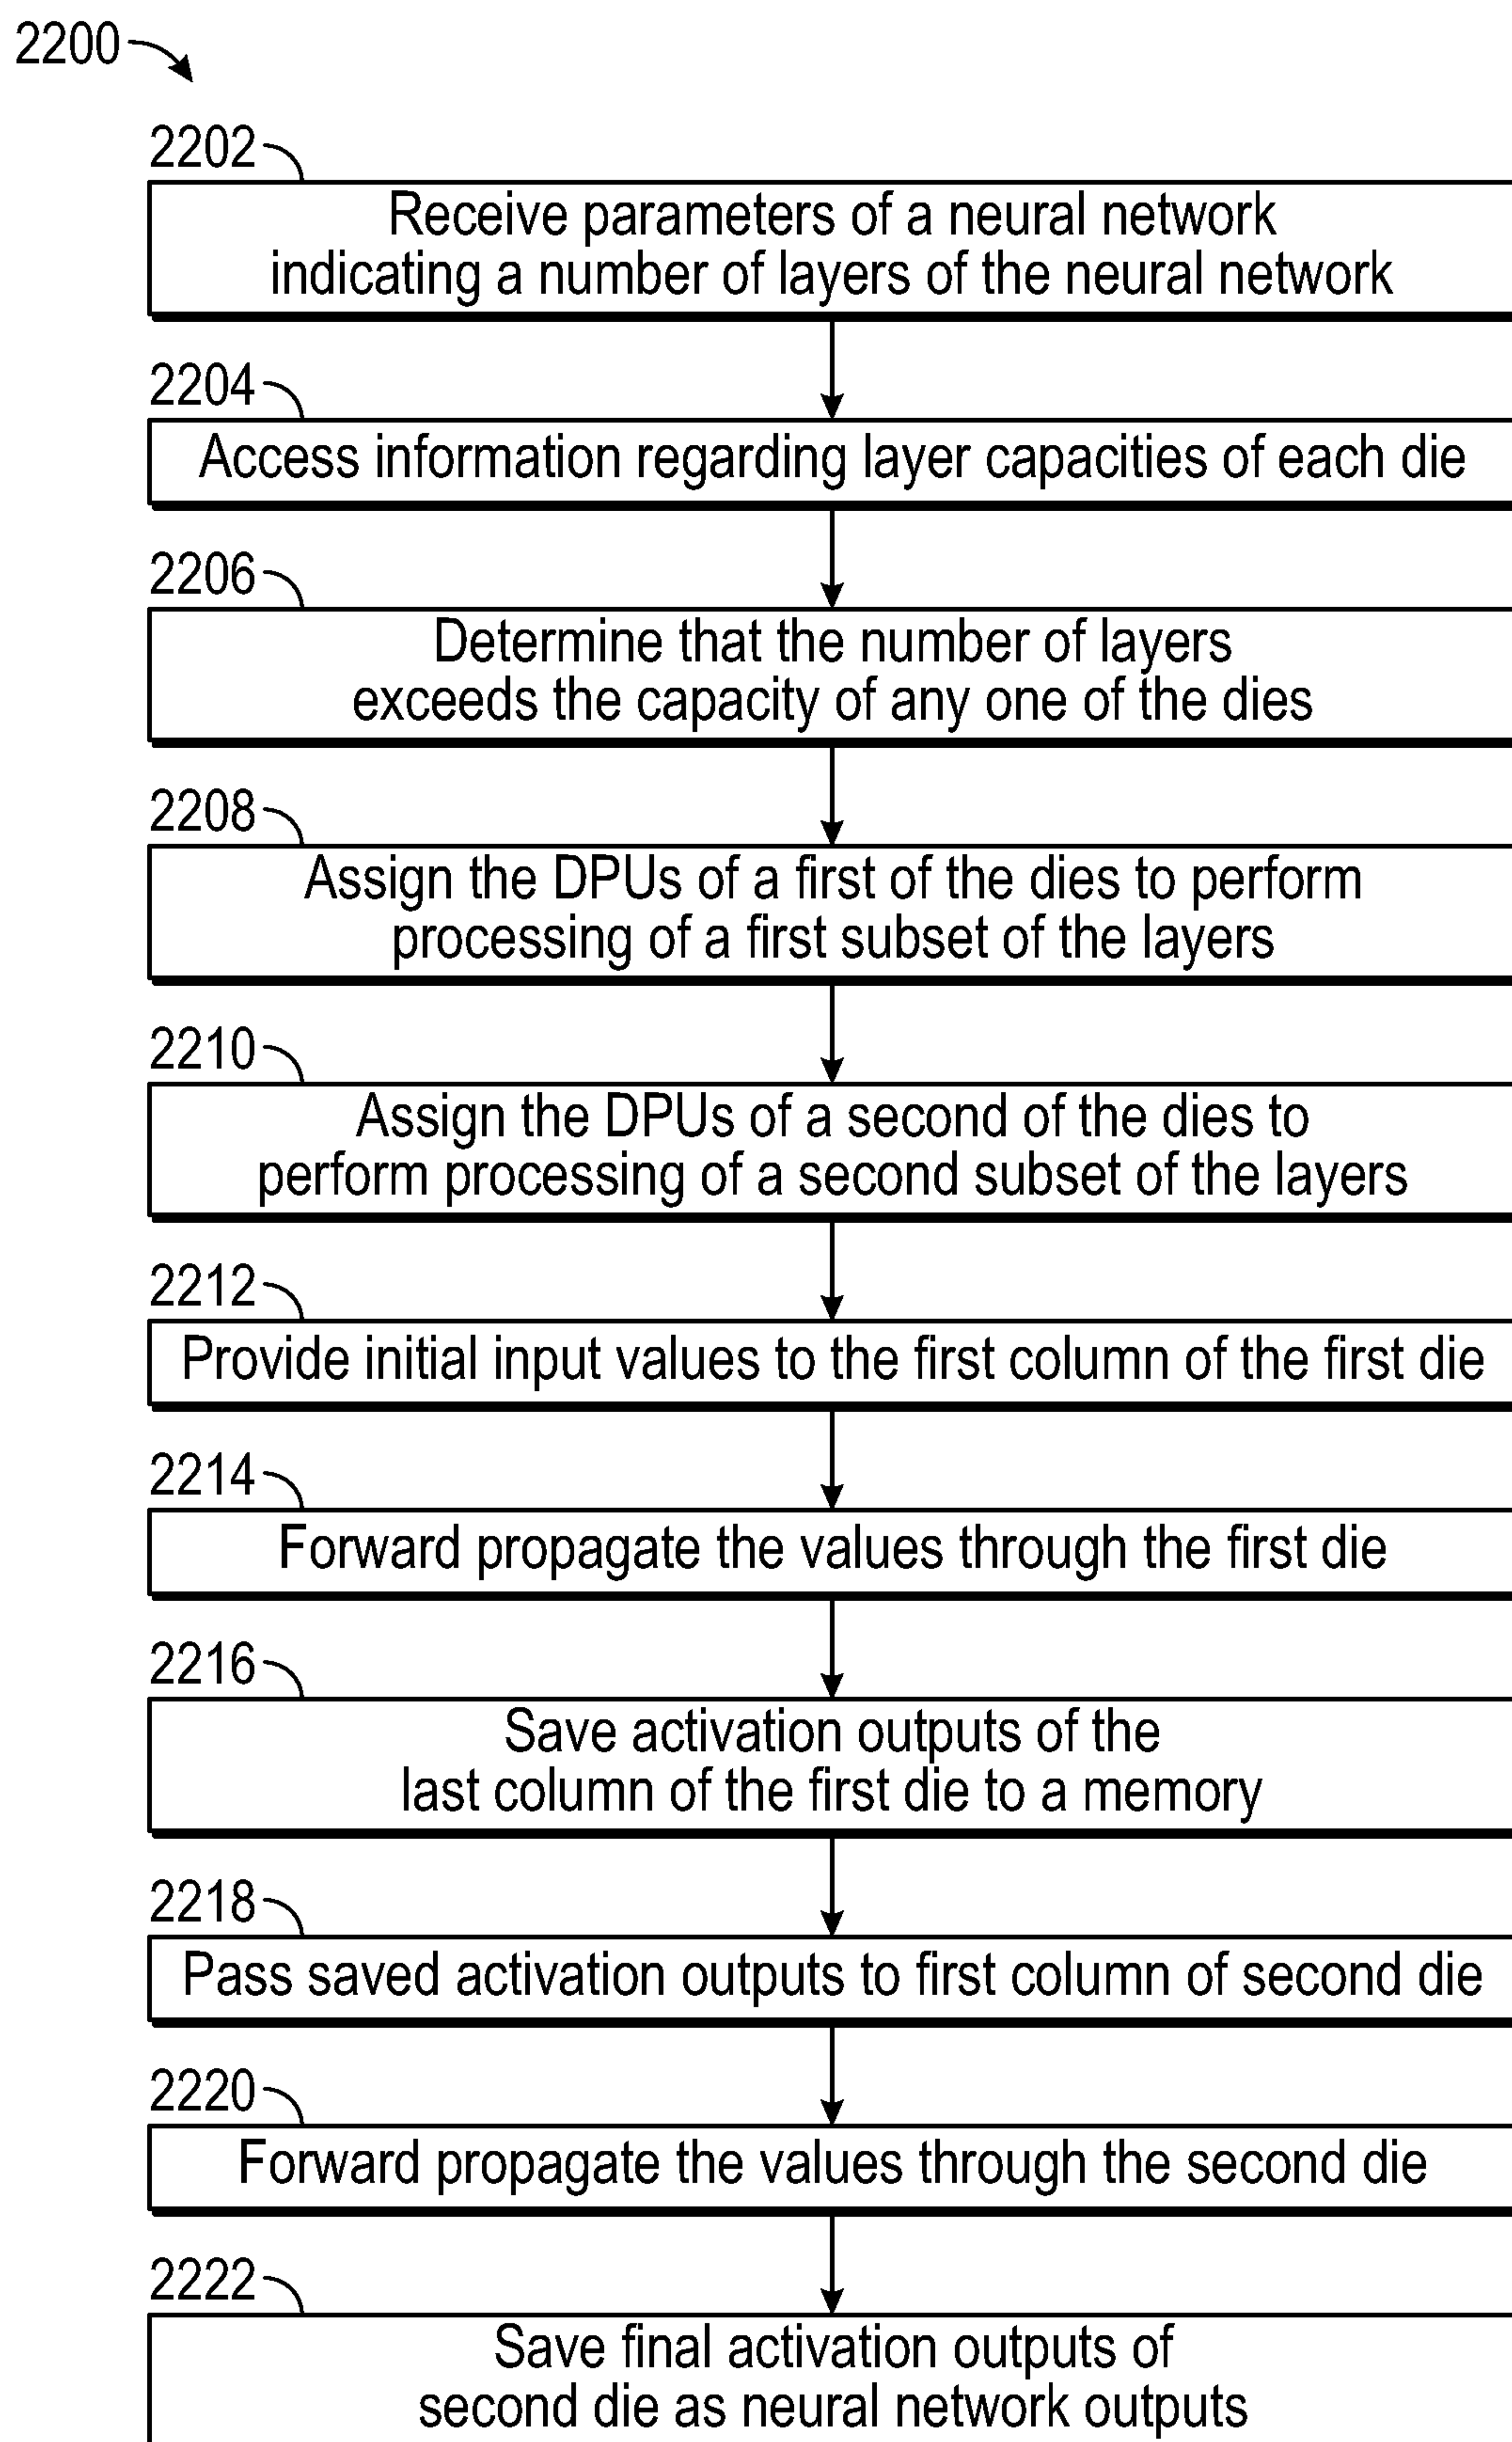 2200
2202
Receive parameters of a neural network
indicating a number of layers of the neural network
2204
Access information regarding layer capacities of each die
2206
Determine that the number of layers
exceeds the capacity of any one of the dies
2208
Assign the DPUs of a first of the dies to perform
processing of a first subset of the layers
2210
Assign the DPUs of a second of the dies to
perform processing of a second subset of the layers
2212
Provide initial input values to the first column of the first die
2214
Forward propagate the values through the first die
2216
Save activation outputs of the
last column of the first die to a memory
2218
Pass saved activation outputs to first column of second die
2220
Forward propagate the values through the second die
2222
Save final activation outputs of
second die as neural network outputs